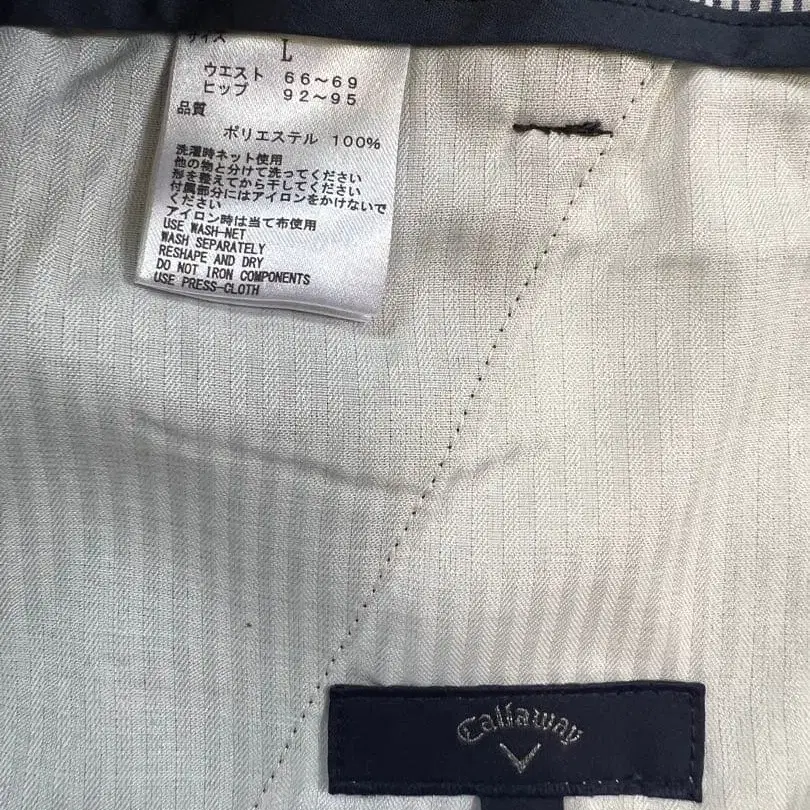 サイズ L
ウエスト 66～69
ヒップ 92～95
品質
ポリエステル 100%
洗濯時ネット使用
他の物と分けて洗ってください
形を整えてから干してください
付属部分にはアイロンをかけないで
ください
アイロン時は当て布使用
USE WASH-NET
WASH SEPARATELY
RESHAPE AND DRY
DO NOT IRON COMPONENTS
USE PRESS-CLOTH
Callaway